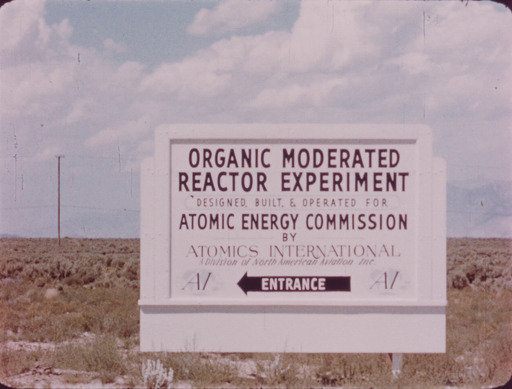 ORGANIC MODERATED
REACTOR EXPERIMENT
DESIGNED, BUILT, & OPERATED FOR
ATOMIC ENERGY COMMISSION
BY
ATOMICS INTERNATIONAL
A Division of North American Aviation Inc.
AI ENTRANCE AI